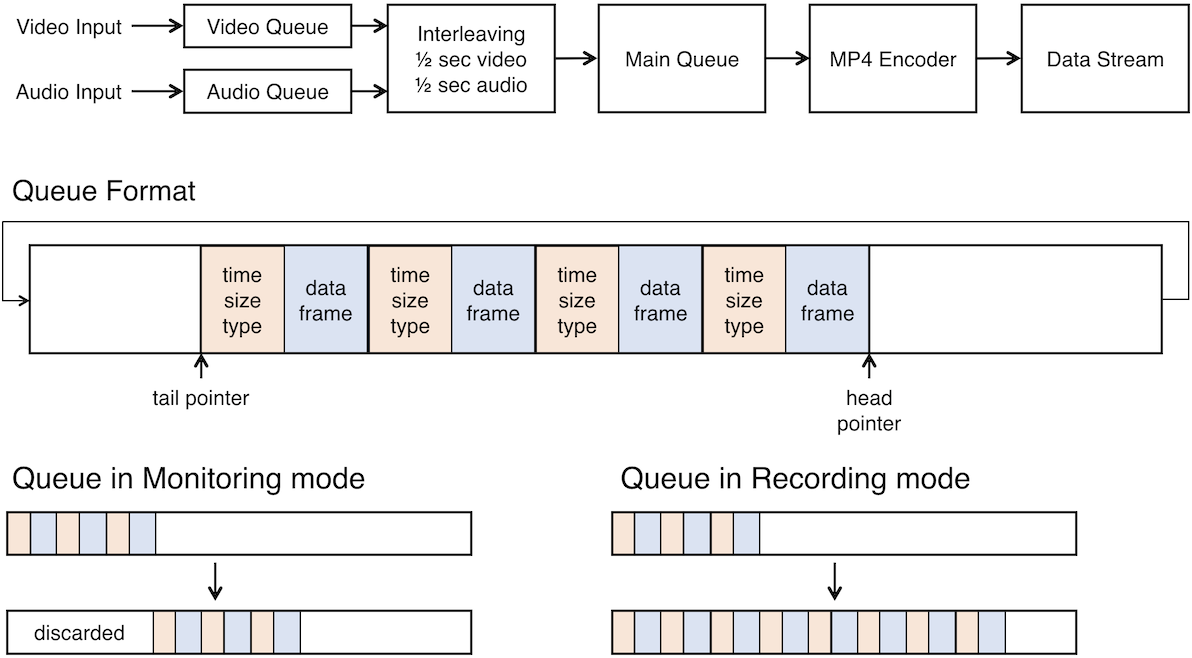 Video Input
Video Queue
Audio Input
Audio Queue
Interleaving
½ sec video
½ sec audio
Main Queue
MP4 Encoder
Data Stream
Queue Format
time
size
type
data
frame
time
size
type
data
frame
time
size
type
data
frame
time
size
type
data
frame
tail pointer
head
pointer
Queue in Monitoring mode
discarded
Queue in Recording mode